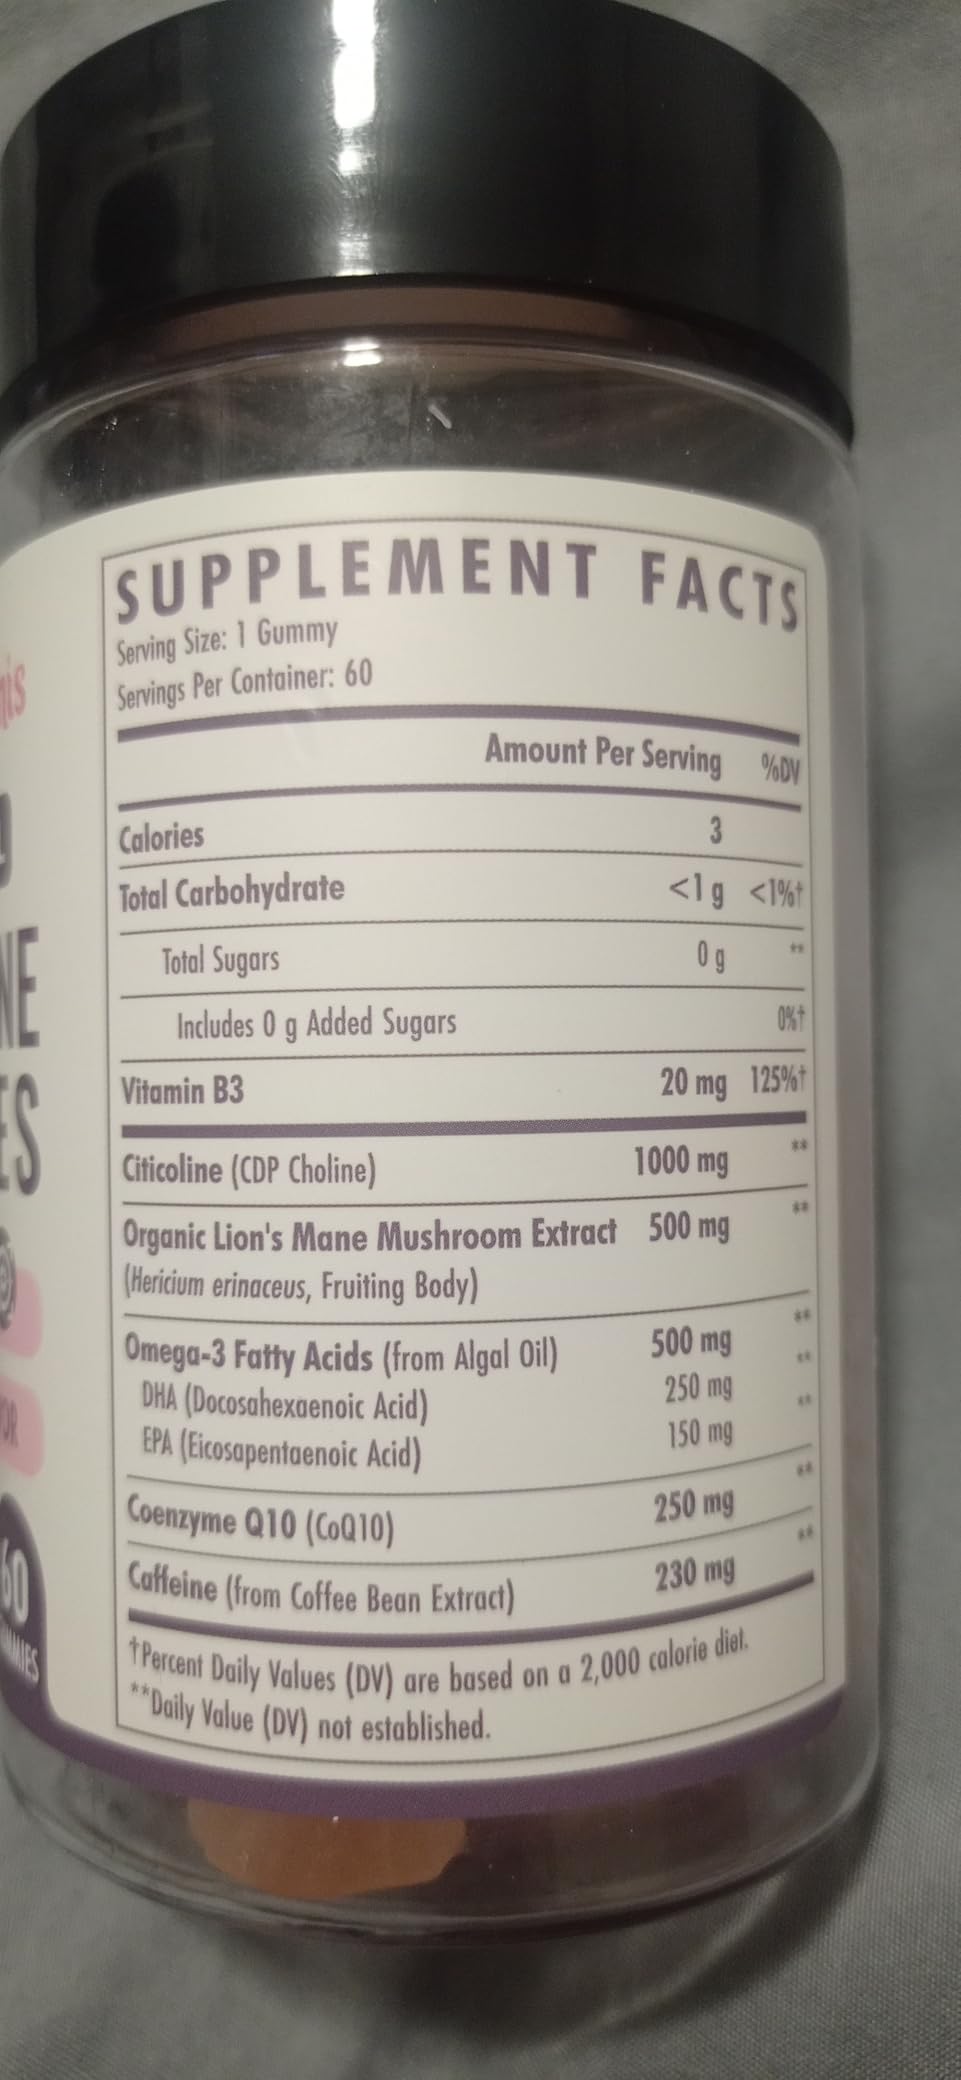 SUPPLEMENT FACTS
Serving Size: 1 Gummy
Servings Per Container: 60
Amount Per Serving %DV
Calories 3
Total Carbohydrate <1 g <1%†
Total Sugars 0 g **
Includes 0 g Added Sugars 0%†
Vitamin B3 20 mg 125%†
Citicoline (CDP Choline) 1000 mg **
Organic Lion's Mane Mushroom Extract 500 mg **
(Hericium erinaceus, Fruiting Body)
Omega-3 Fatty Acids (from Algal Oil) 500 mg **
DHA (Docosahexaenoic Acid) 250 mg **
EPA (Eicosapentaenoic Acid) 150 mg **
Coenzyme Q10 (CoQ10) 250 mg **
Caffeine (from Coffee Bean Extract) 230 mg **
†Percent Daily Values (DV) are based on a 2,000 calorie diet.
**Daily Value (DV) not established.
60